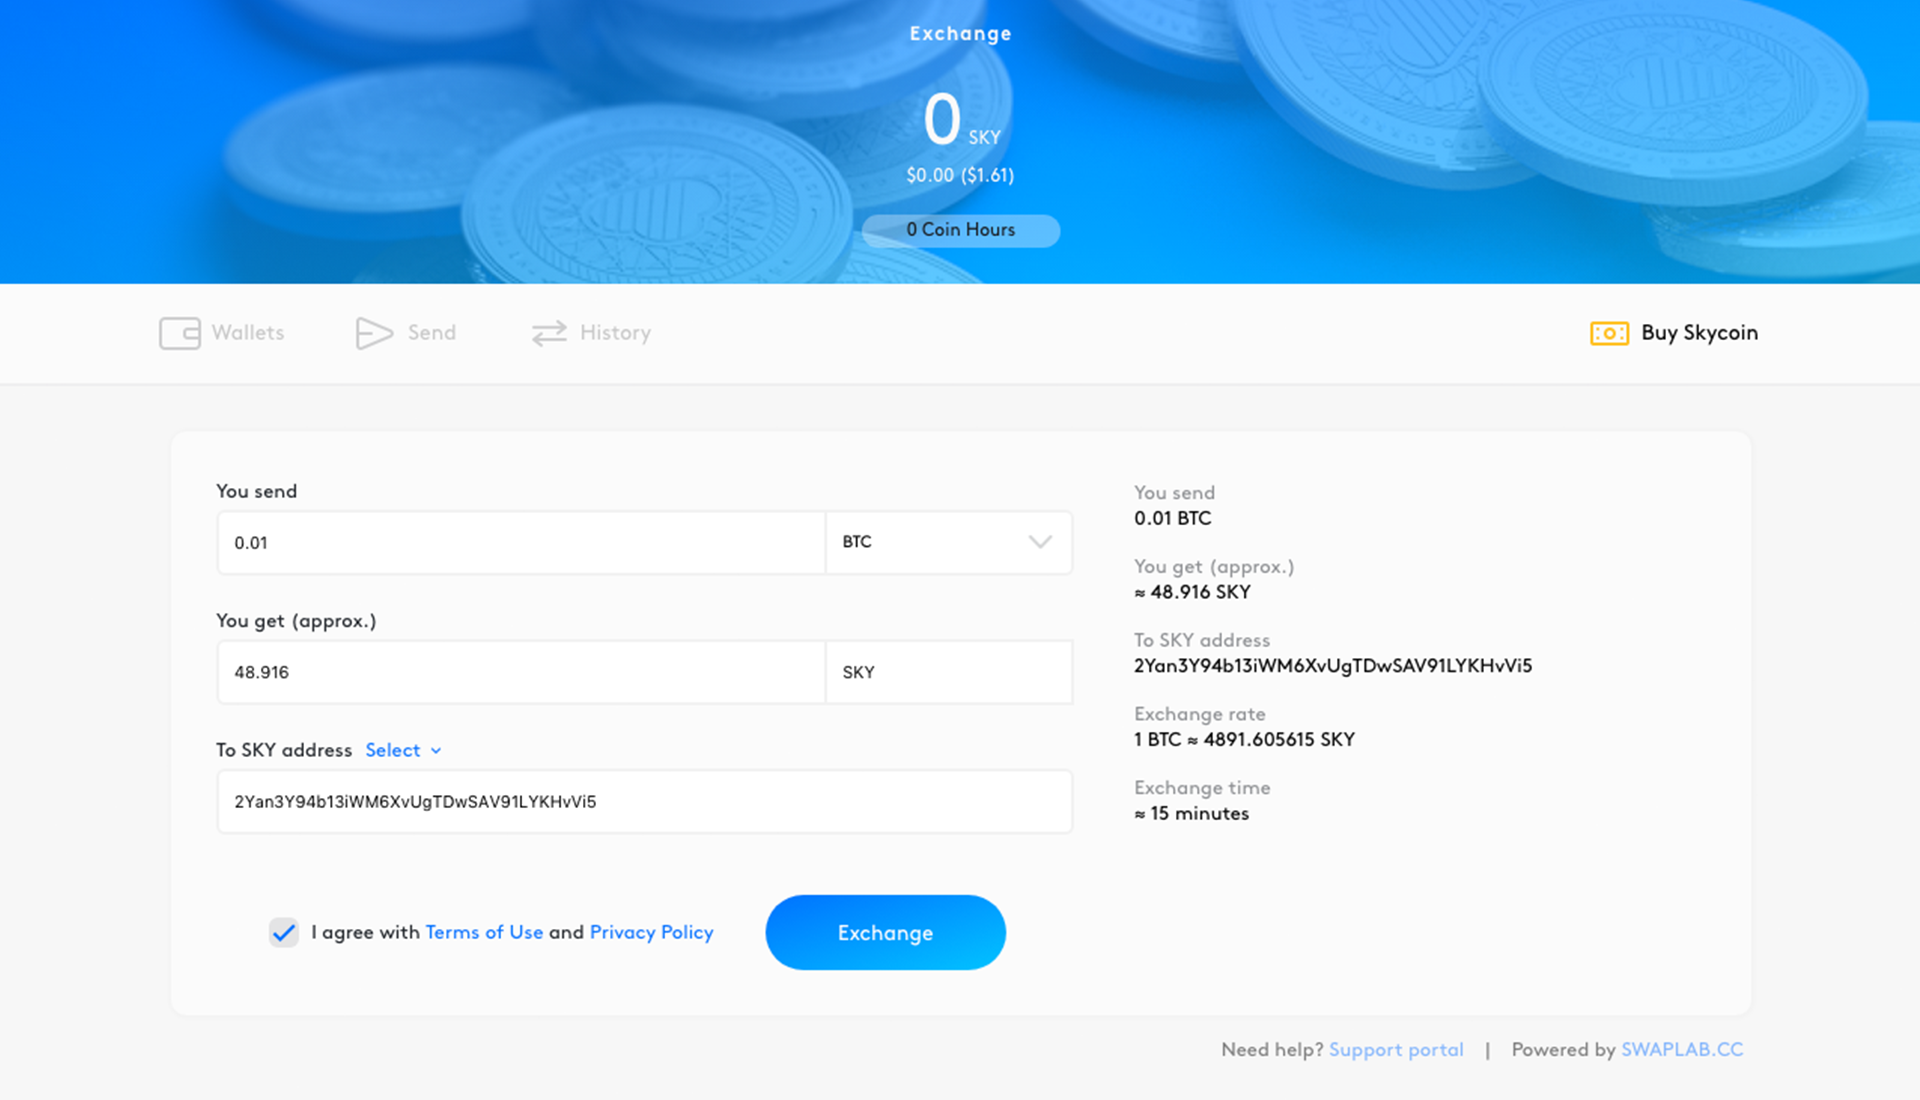 Exchange
0 SKY
$0.00 ($1.61)
0 Coin Hours
Wallets
Send
History
Buy Skycoin
You send
0.01
BTC
You get (approx.)
48.916
SKY
To SKY address Select
2Yan3Y94b13iWM6XvUgTDwSAV91LYKHvVi5
I agree with Terms of Use and Privacy Policy
Exchange
You send
0.01 BTC
You get (approx.)
≈ 48.916 SKY
To SKY address
2Yan3Y94b13iWM6XvUgTDwSAV91LYKHvVi5
Exchange rate
1 BTC ≈ 4891.605615 SKY
Exchange time
≈ 15 minutes
Need help? Support portal | Powered by SWAPLAB.CC